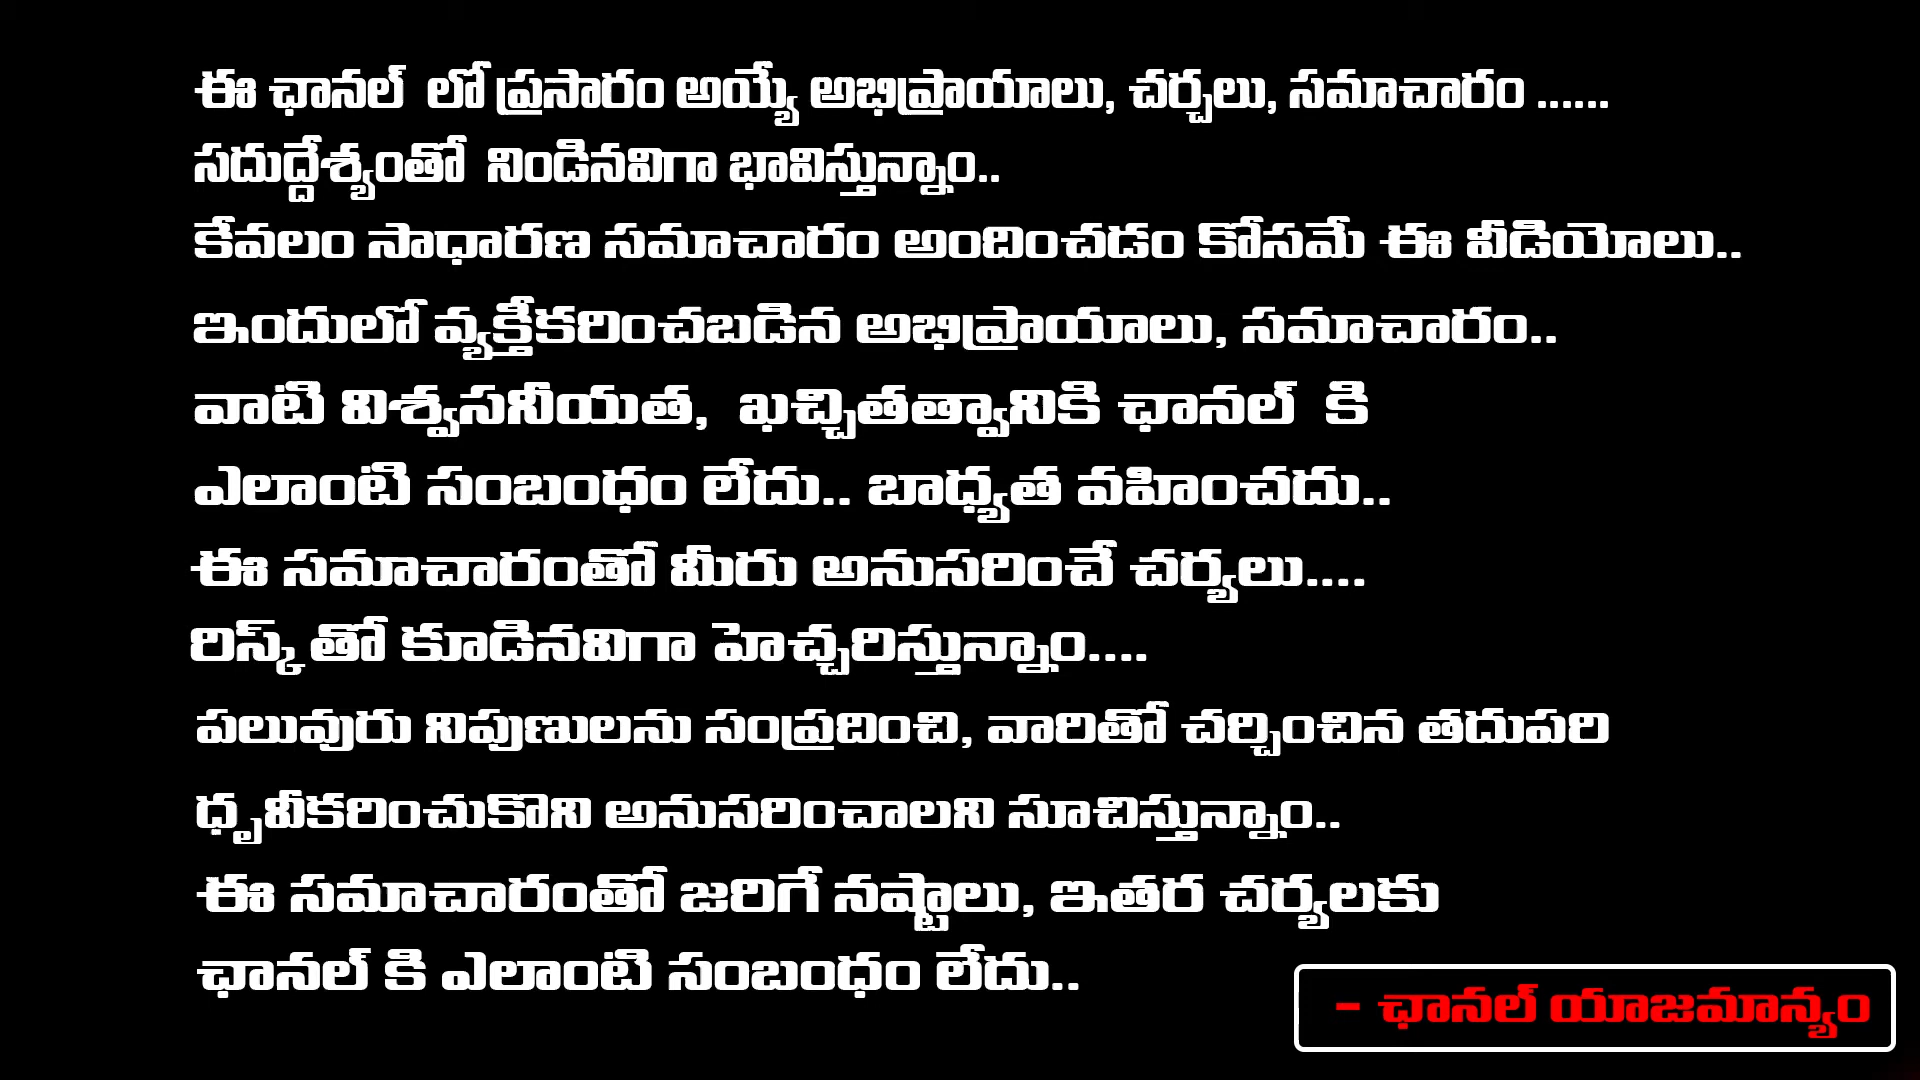 ఈ ఛానల్ లో ప్రసారం అయ్యే అభిప్రాయాలు, చర్చలు, సమాచారం ......
సదుద్దేశ్యంతో నిండినవిగా భావిస్తున్నాం..
కేవలం సాధారణ సమాచారం అందించడం కోసమే ఈ వీడియోలు..
ఇందులో వ్యక్తీకరించబడిన అభిప్రాయాలు, సమాచారం..
వాటి విశ్వసనీయత, ఖచ్చితత్వానికి ఛానల్ కి
ఎలాంటి సంబంధం లేదు.. బాధ్యత వహించదు..
ఈ సమాచారంతో మీరు అనుసరించే చర్యలు....
రిస్క్ తో కూడినవిగా హెచ్చరిస్తున్నాం....
పలువురు నిపుణులను సంప్రదించి, వారితో చర్చించిన తదుపరి
ధృవీకరించుకొని అనుసరించాలని సూచిస్తున్నాం..
ఈ సమాచారంతో జరిగే నష్టాలు, ఇతర చర్యలకు
ఛానల్ కి ఎలాంటి సంబంధం లేదు..
- ఛానల్ యాజమాన్యం